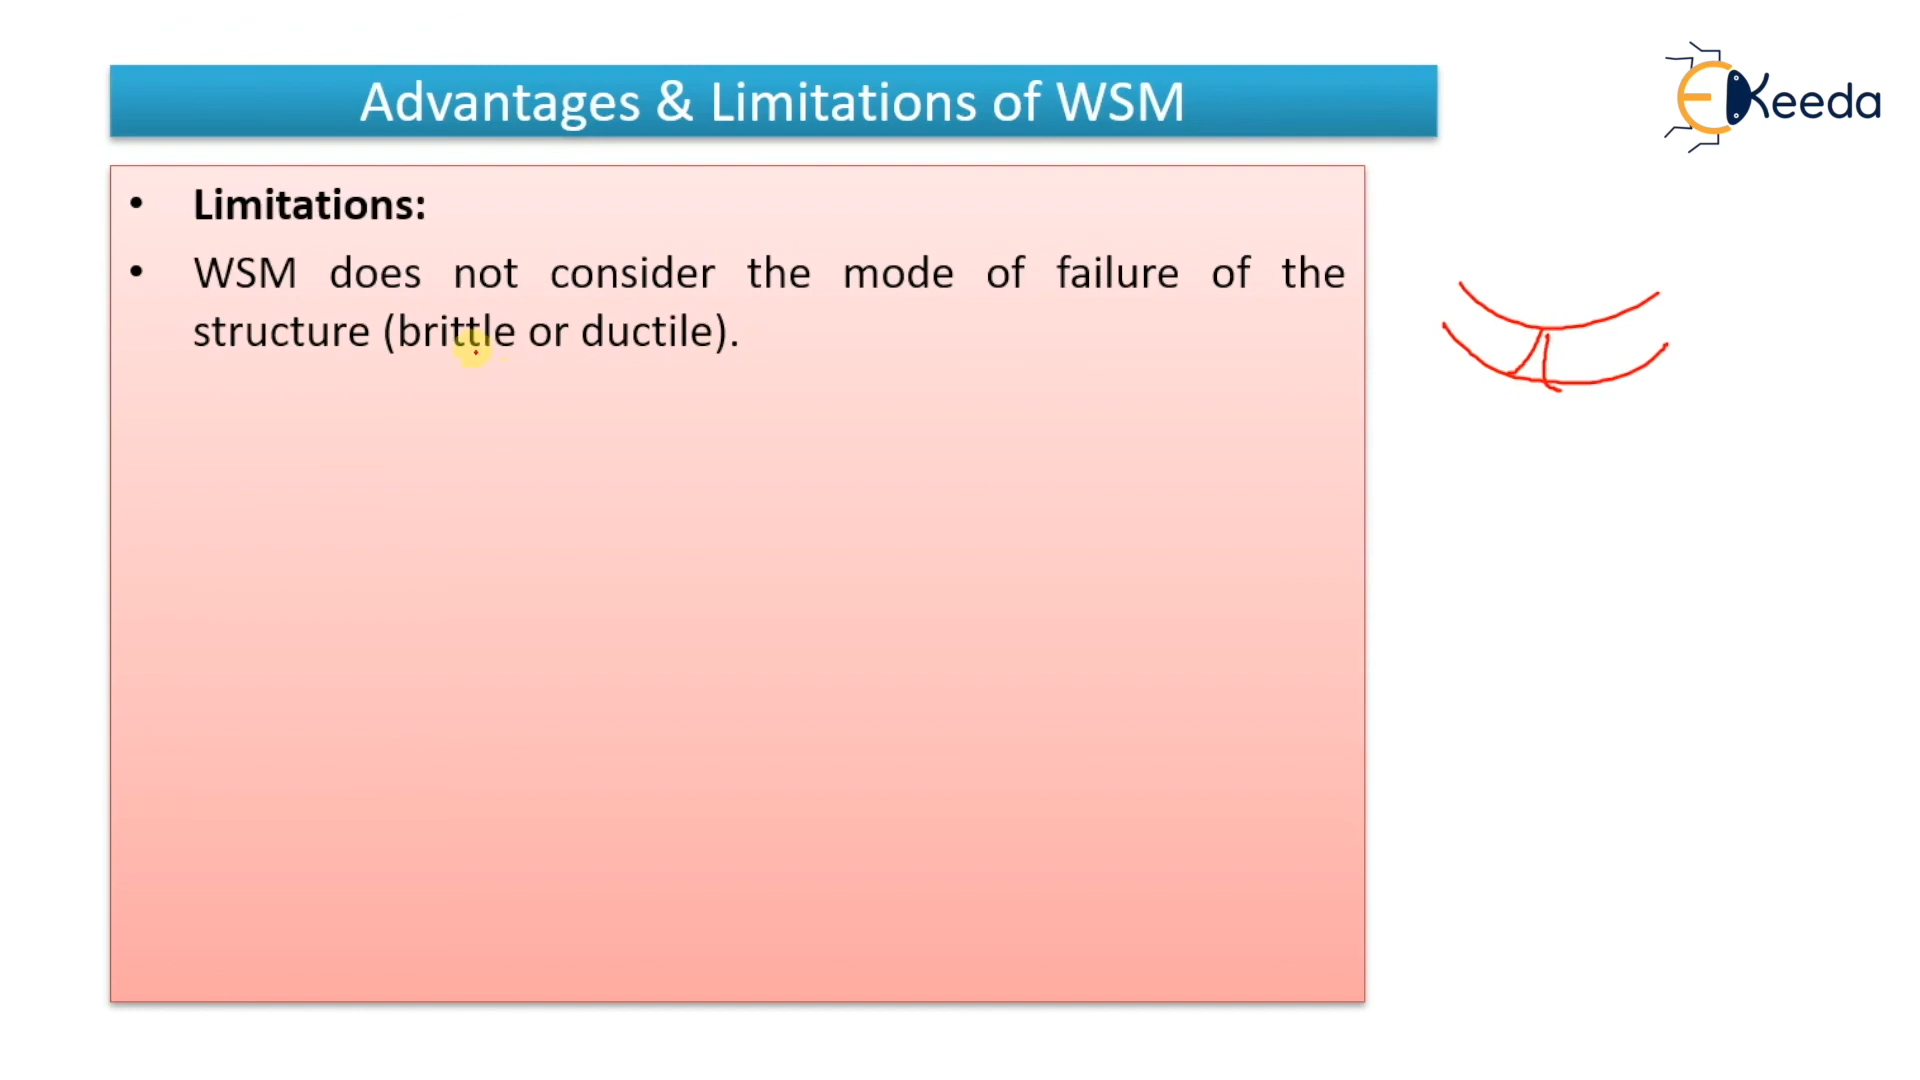 Advantages & Limitations of WSM
EKeeda
• Limitations:
• WSM does not consider the mode of failure of the
structure (brittle or ductile).